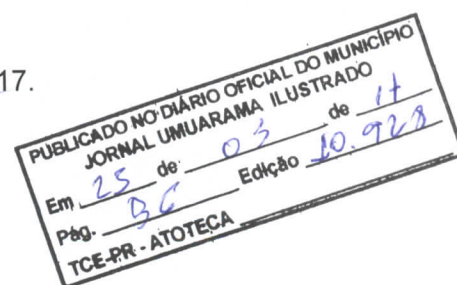 17.
PUBLICADO NO DIÁRIO OFICIAL DO MUNICÍPIO
JORNAL UMUARAMA ILUSTRADO
Em 25 de 03 de 17
Pág. Edição 10.928
TCE-PR - ATOTECA